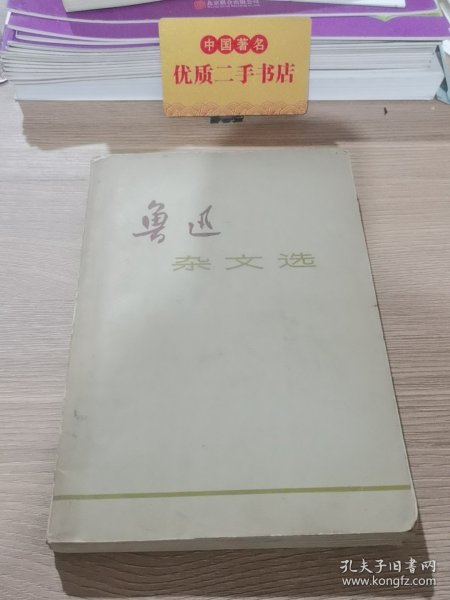 中国著名
优质二手书店
鲁迅
杂文选
孔夫子旧书网
www.kongfz.com